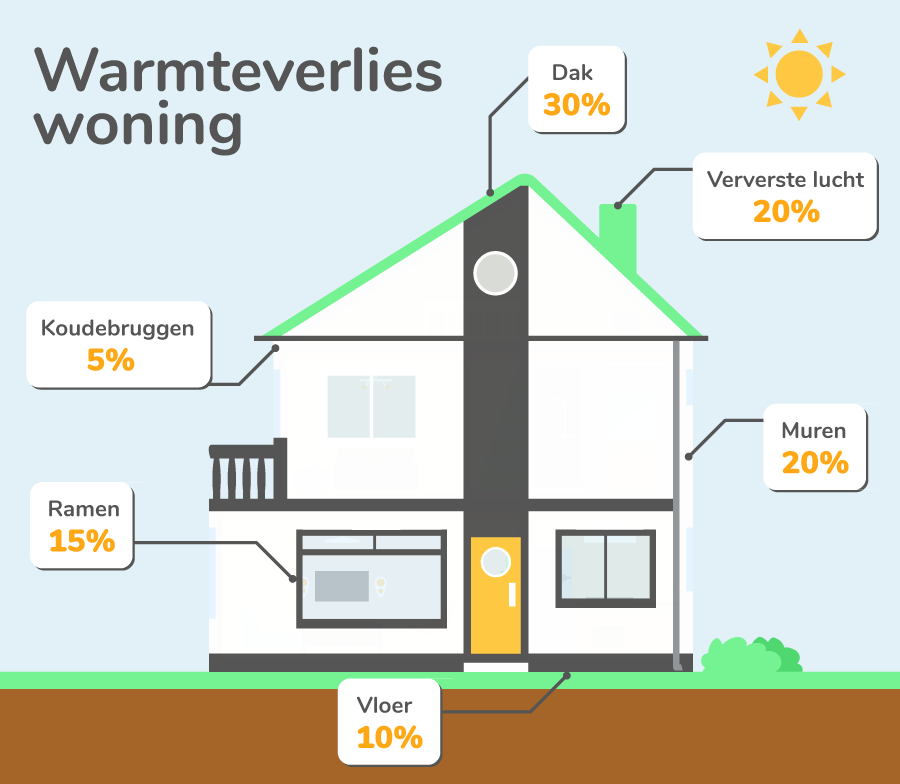 Warmteverlies
woning
Dak
30%
Ververste lucht
20%
Koudebruggen
5%
Muren
20%
Ramen
15%
Vloer
10%